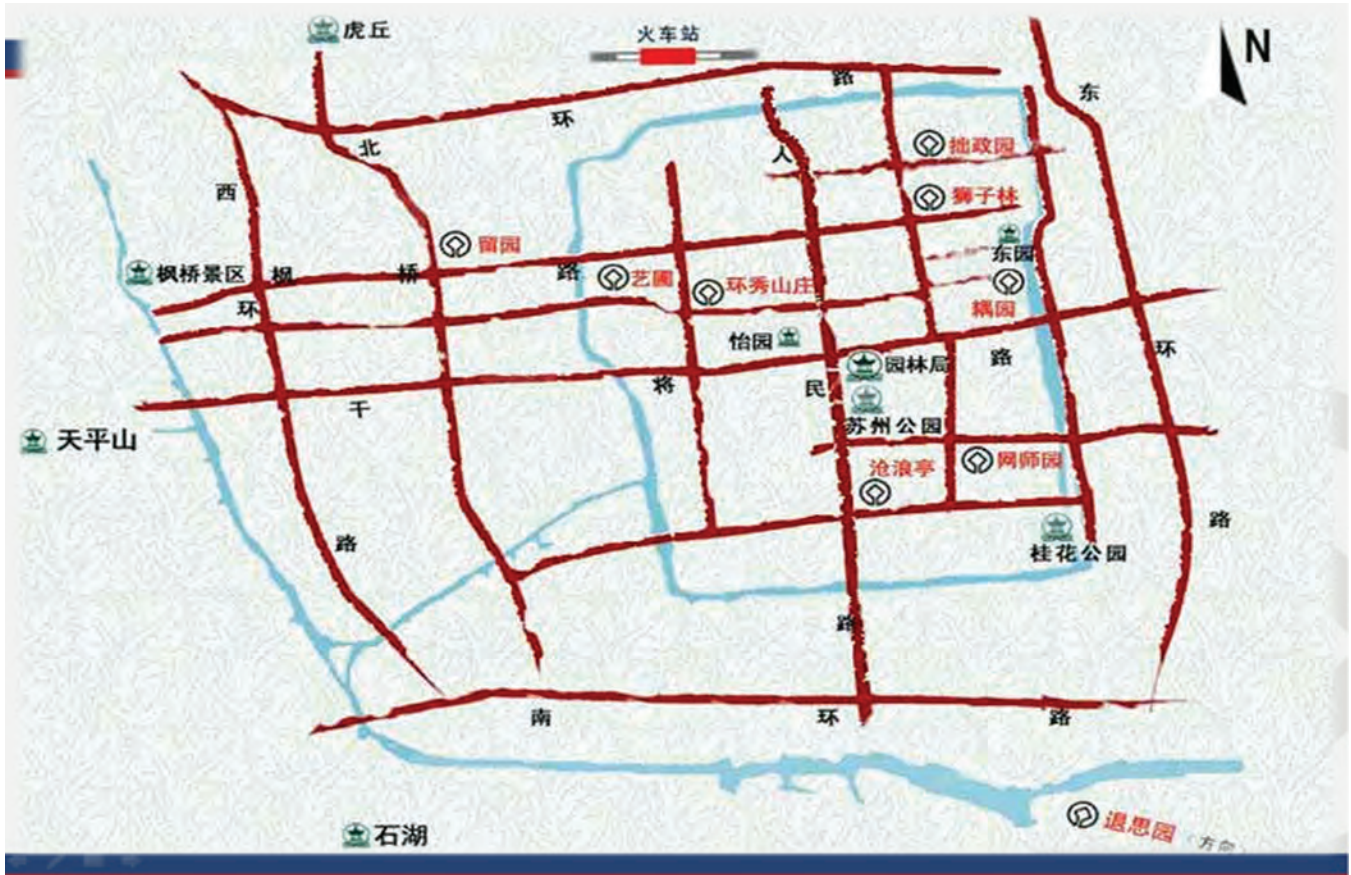 虎丘
火车站
N
北环路
东环路
人民路
拙政园
狮子林
西环路
留园
枫桥路
枫桥景区
艺圃
环秀山庄
东园
耦园
怡园
园林局
干将路
苏州公园
天平山
沧浪亭
网师园
桂花公园
南环路
石湖
退思园（方向）